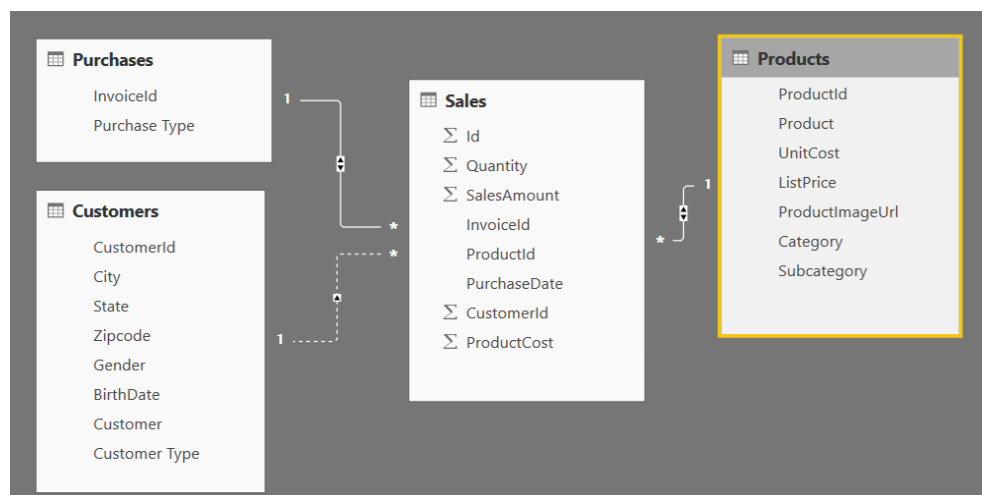 Purchases
InvoiceId
Purchase Type
Customers
CustomerId
City
State
Zipcode
Gender
BirthDate
Customer
Customer Type
1
*
*
1
Sales
Σ Id
Σ Quantity
Σ SalesAmount
InvoiceId
ProductId
PurchaseDate
Σ CustomerId
Σ ProductCost
*
1
Products
ProductId
Product
UnitCost
ListPrice
ProductImageUrl
Category
Subcategory